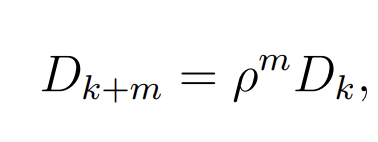 D_{k+m} = ρ^m D_k,